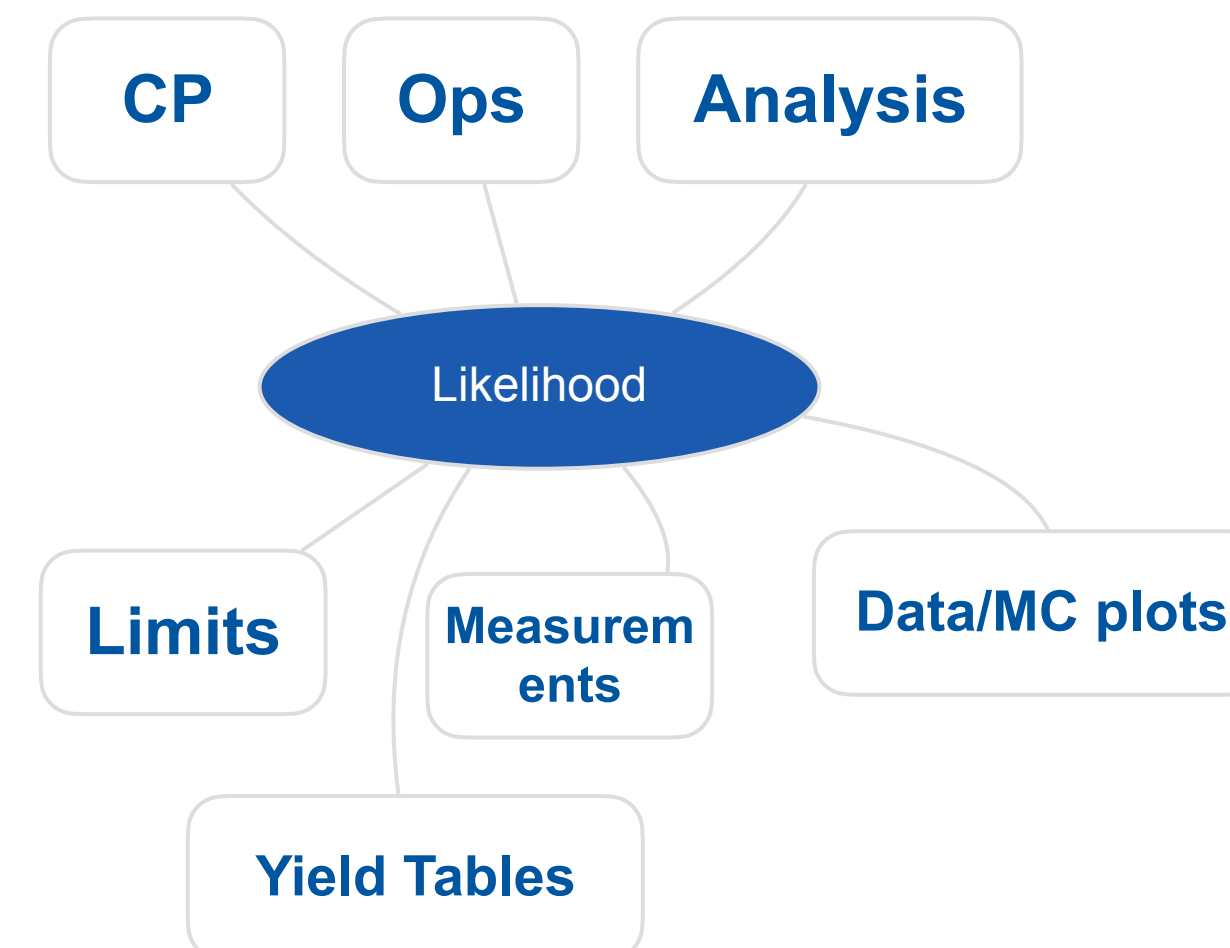 CP
Ops
Analysis
Likelihood
Limits
Measurem
ents
Data/MC plots
Yield Tables